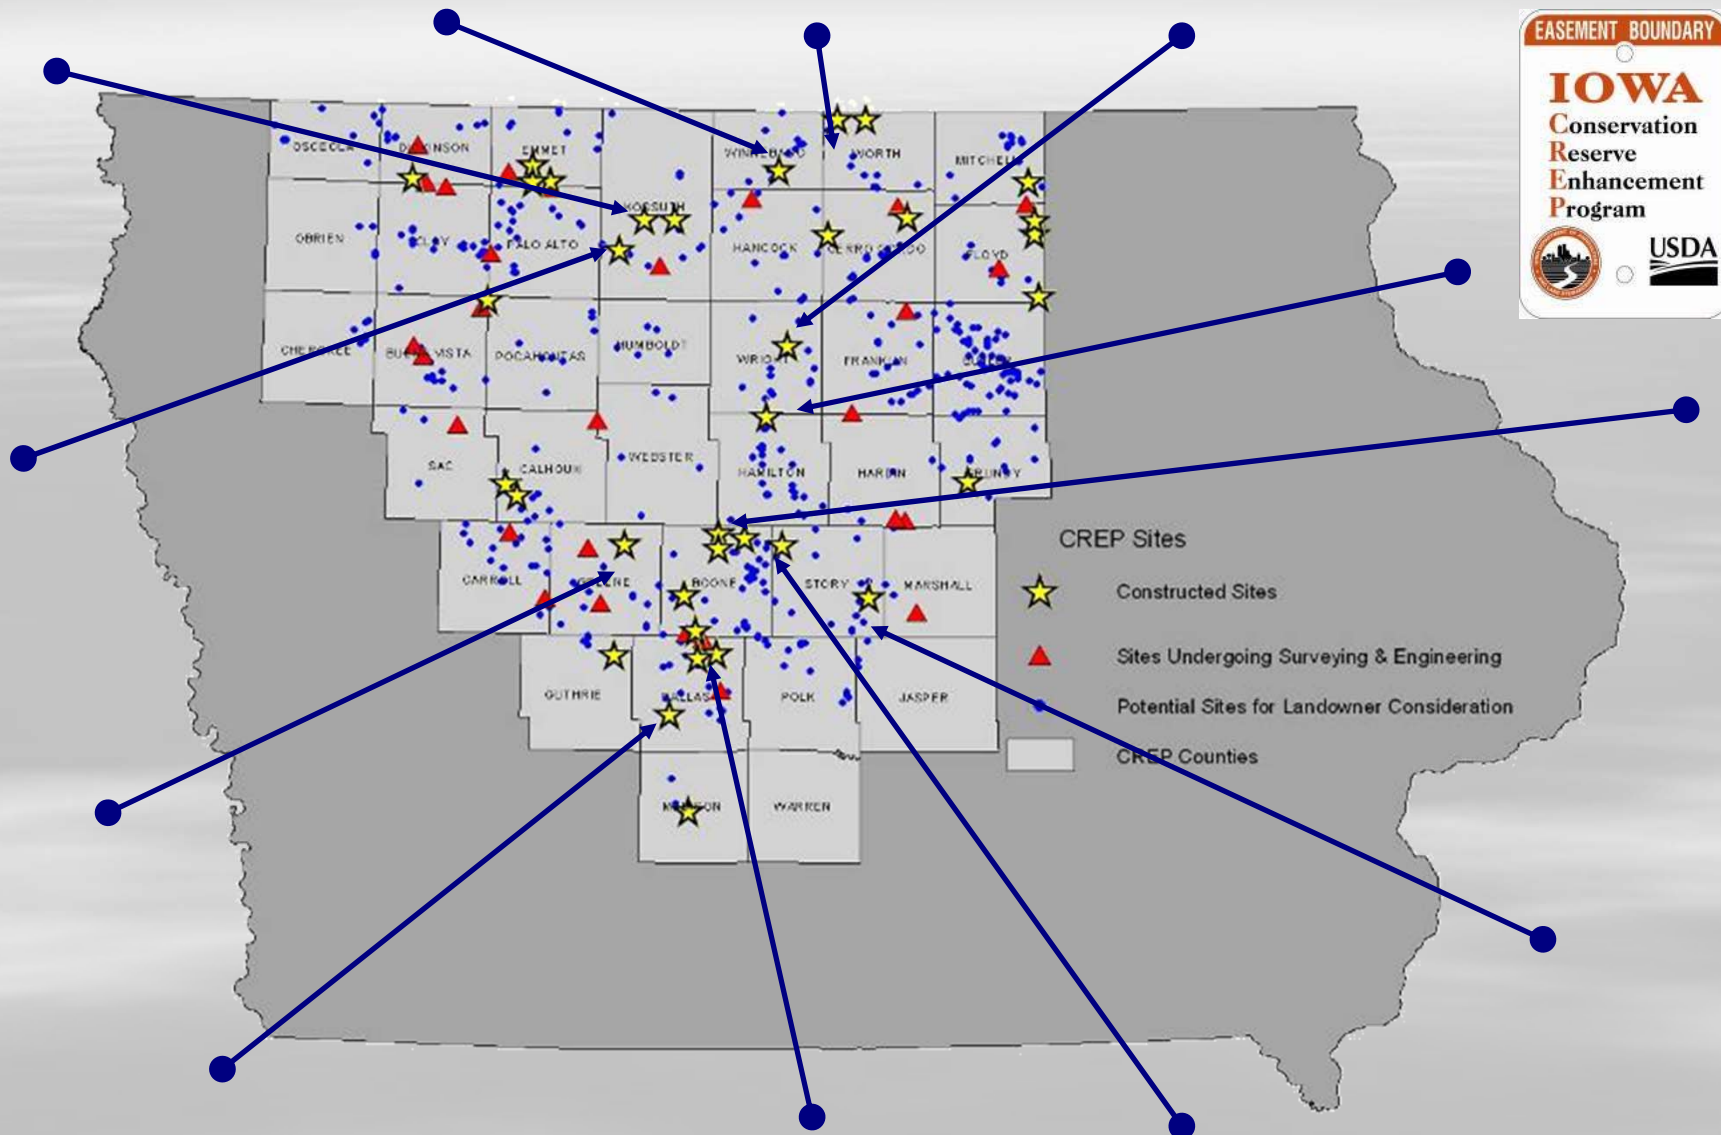 EASEMENT BOUNDARY
IOWA
Conservation
Reserve
Enhancement
Program
USDA
OSCEOLA
DICKINSON
EMMET
WINNEBAGO
WORTH
MITCHELL
KOSSUTH
OBRIEN
CLAY
PALO ALTO
HANCOCK
CERRO GORDO
FLOYD
CHEROKEE
BUENA VISTA
POCAHONTAS
HUMBOLDT
WRIGHT
FRANKLIN
BUTLER
SAC
CALHOUN
WEBSTER
HAMILTON
HARDIN
GRUNDY
CREP Sites
CARROLL
GREENE
BOONE
STORY
MARSHALL
Constructed Sites
Sites Undergoing Surveying & Engineering
GUTHRIE
DALLAS
POLK
JASPER
Potential Sites for Landowner Consideration
CREP Counties
MADISON
WARREN